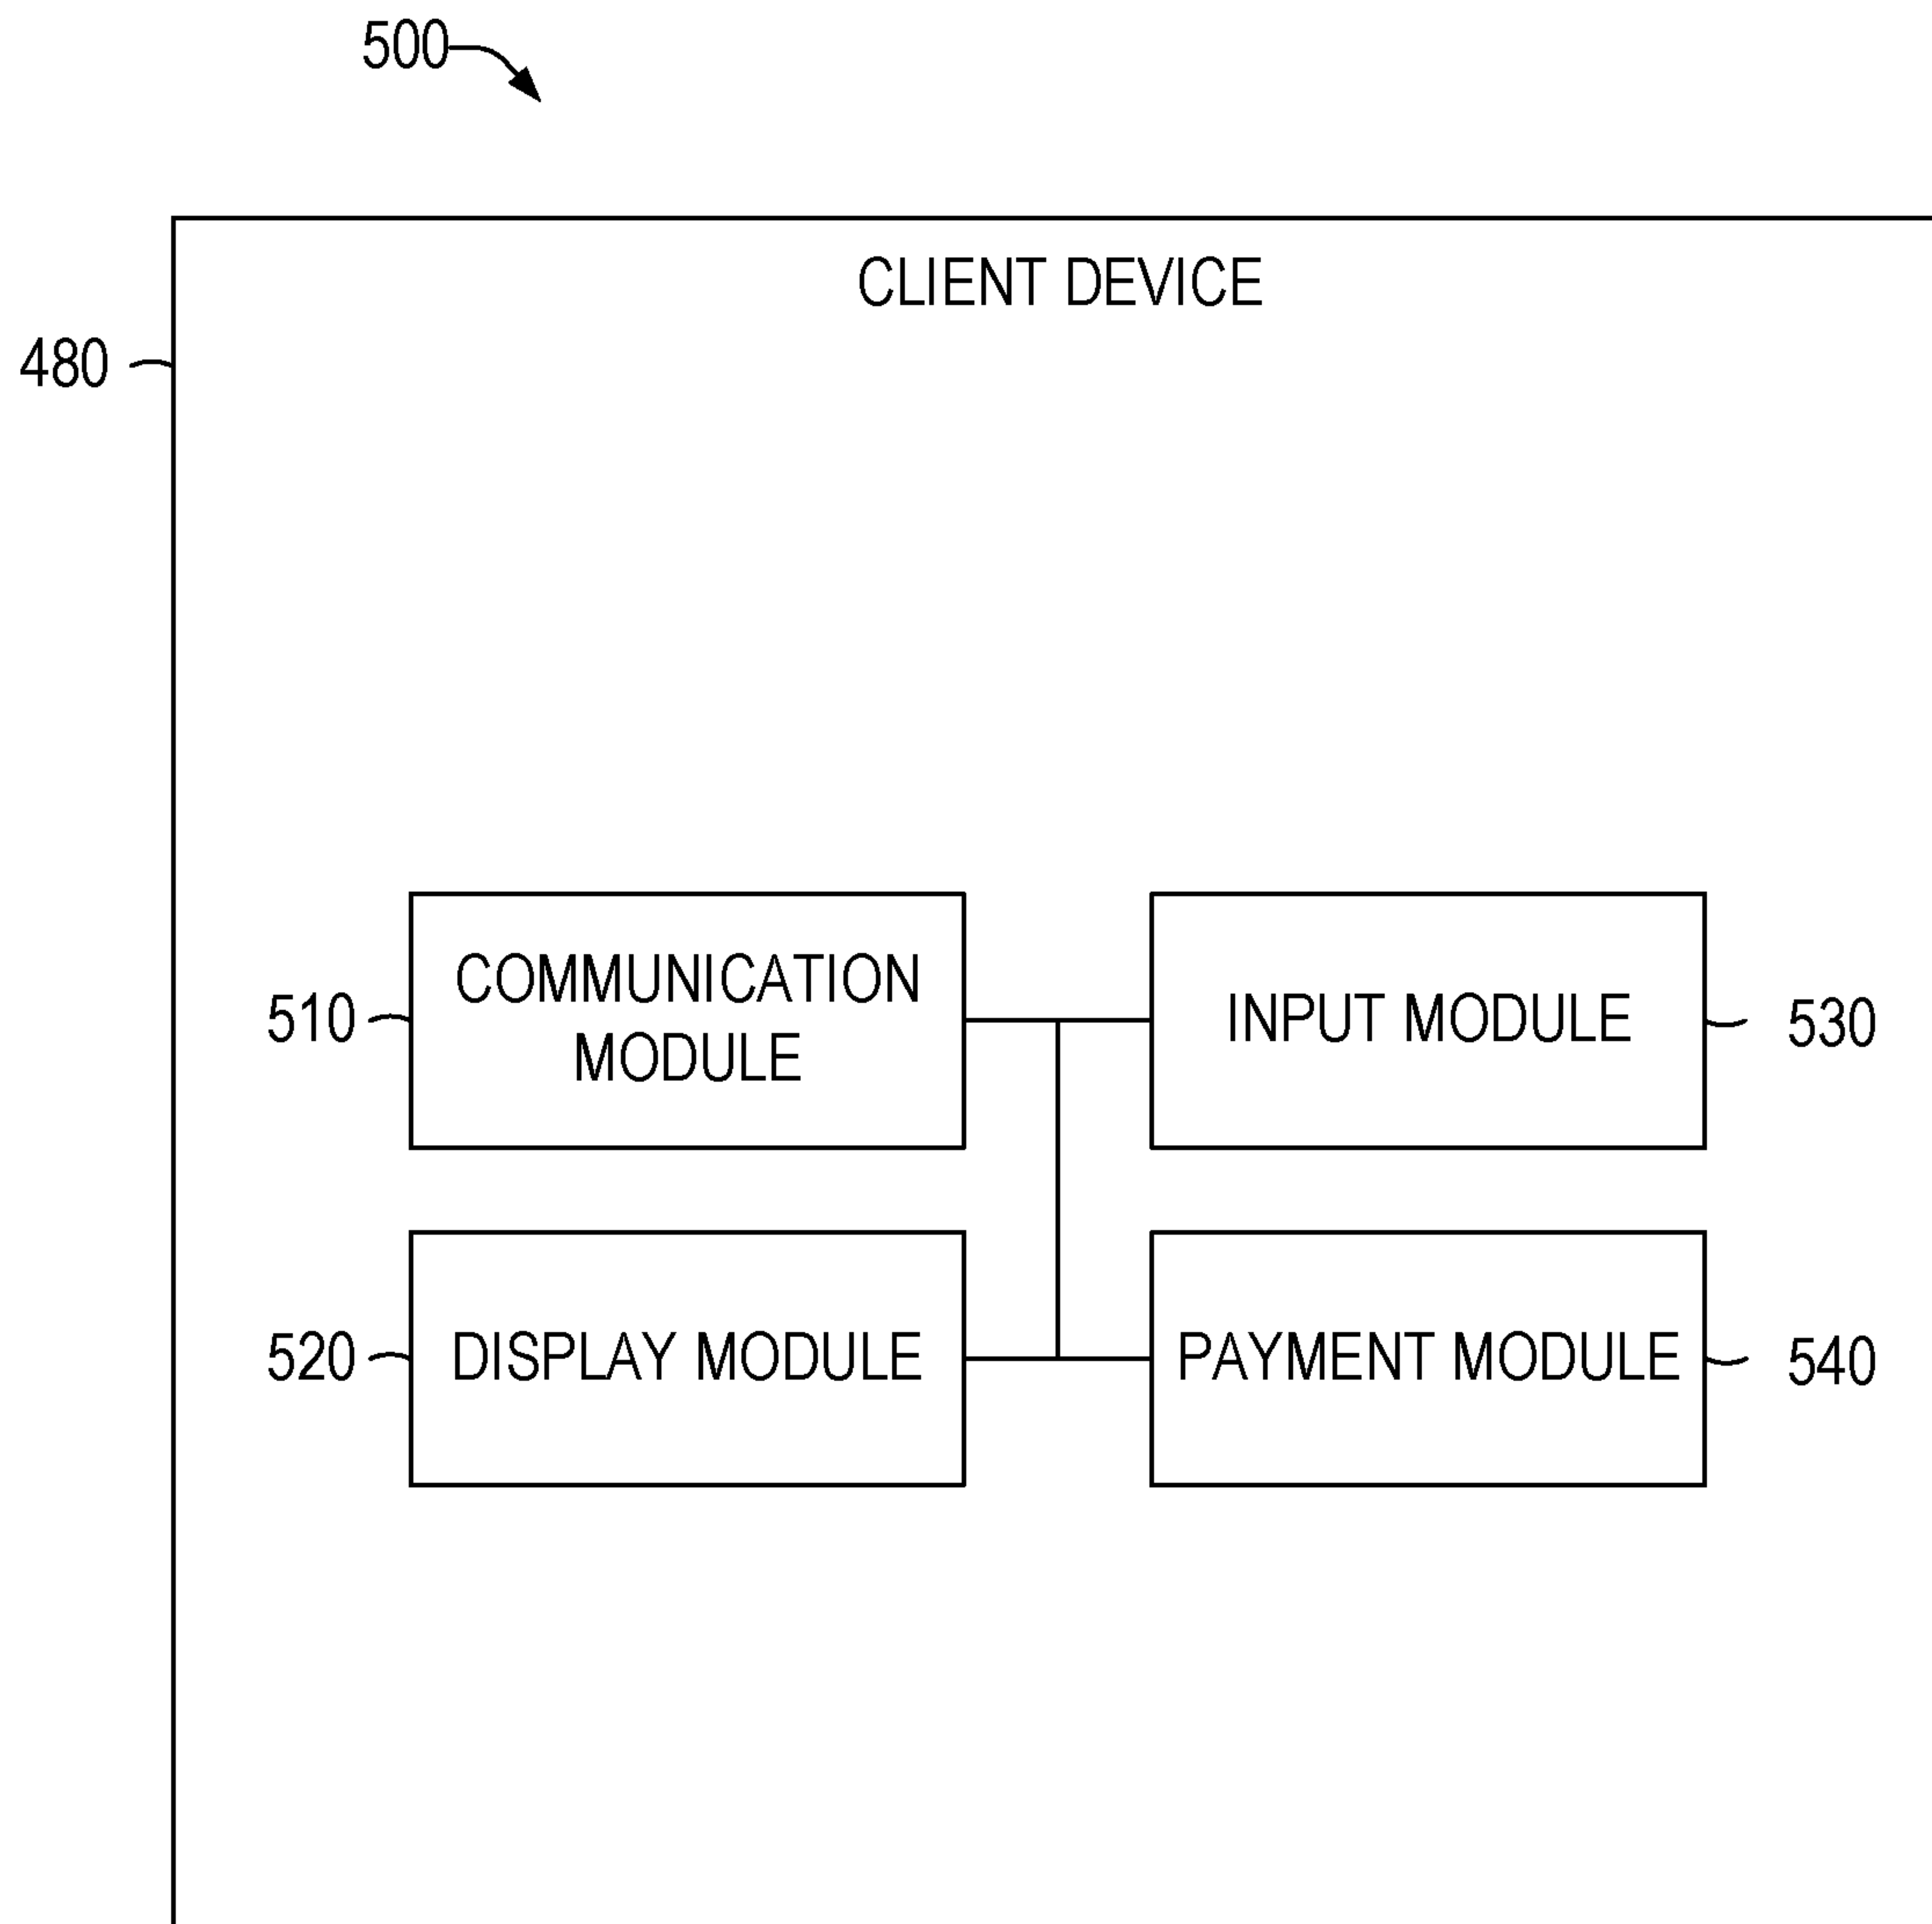 500
CLIENT DEVICE
480
COMMUNICATION
MODULE
510
INPUT MODULE
530
520
DISPLAY MODULE
PAYMENT MODULE
540